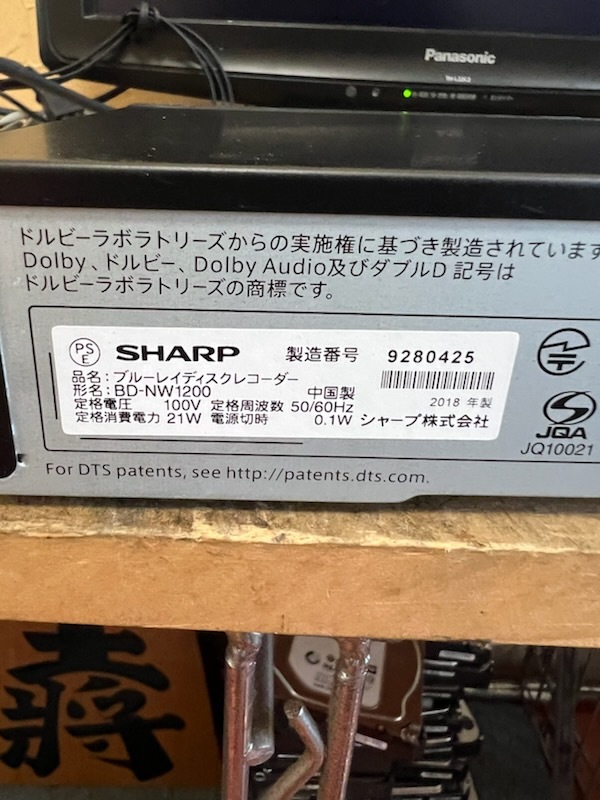 Panasonic
ドルビーラボラトリーズからの実施権に基づき製造されています
Dolby、ドルビー、Dolby Audio及びダブルD 記号は
ドルビーラボラトリーズの商標です。
PS
E
SHARP 製造番号 9280425
品名:ブルーレイディスクレコーダー
形名:BD-NW1200 中国製
2018 年製
定格電圧 100V 定格周波数 50/60Hz
定格消費電力 21W 電源切時 0.1W シャープ株式会社
JQA
JQ10021
For DTS patents, see http://patents.dts.com.
王将